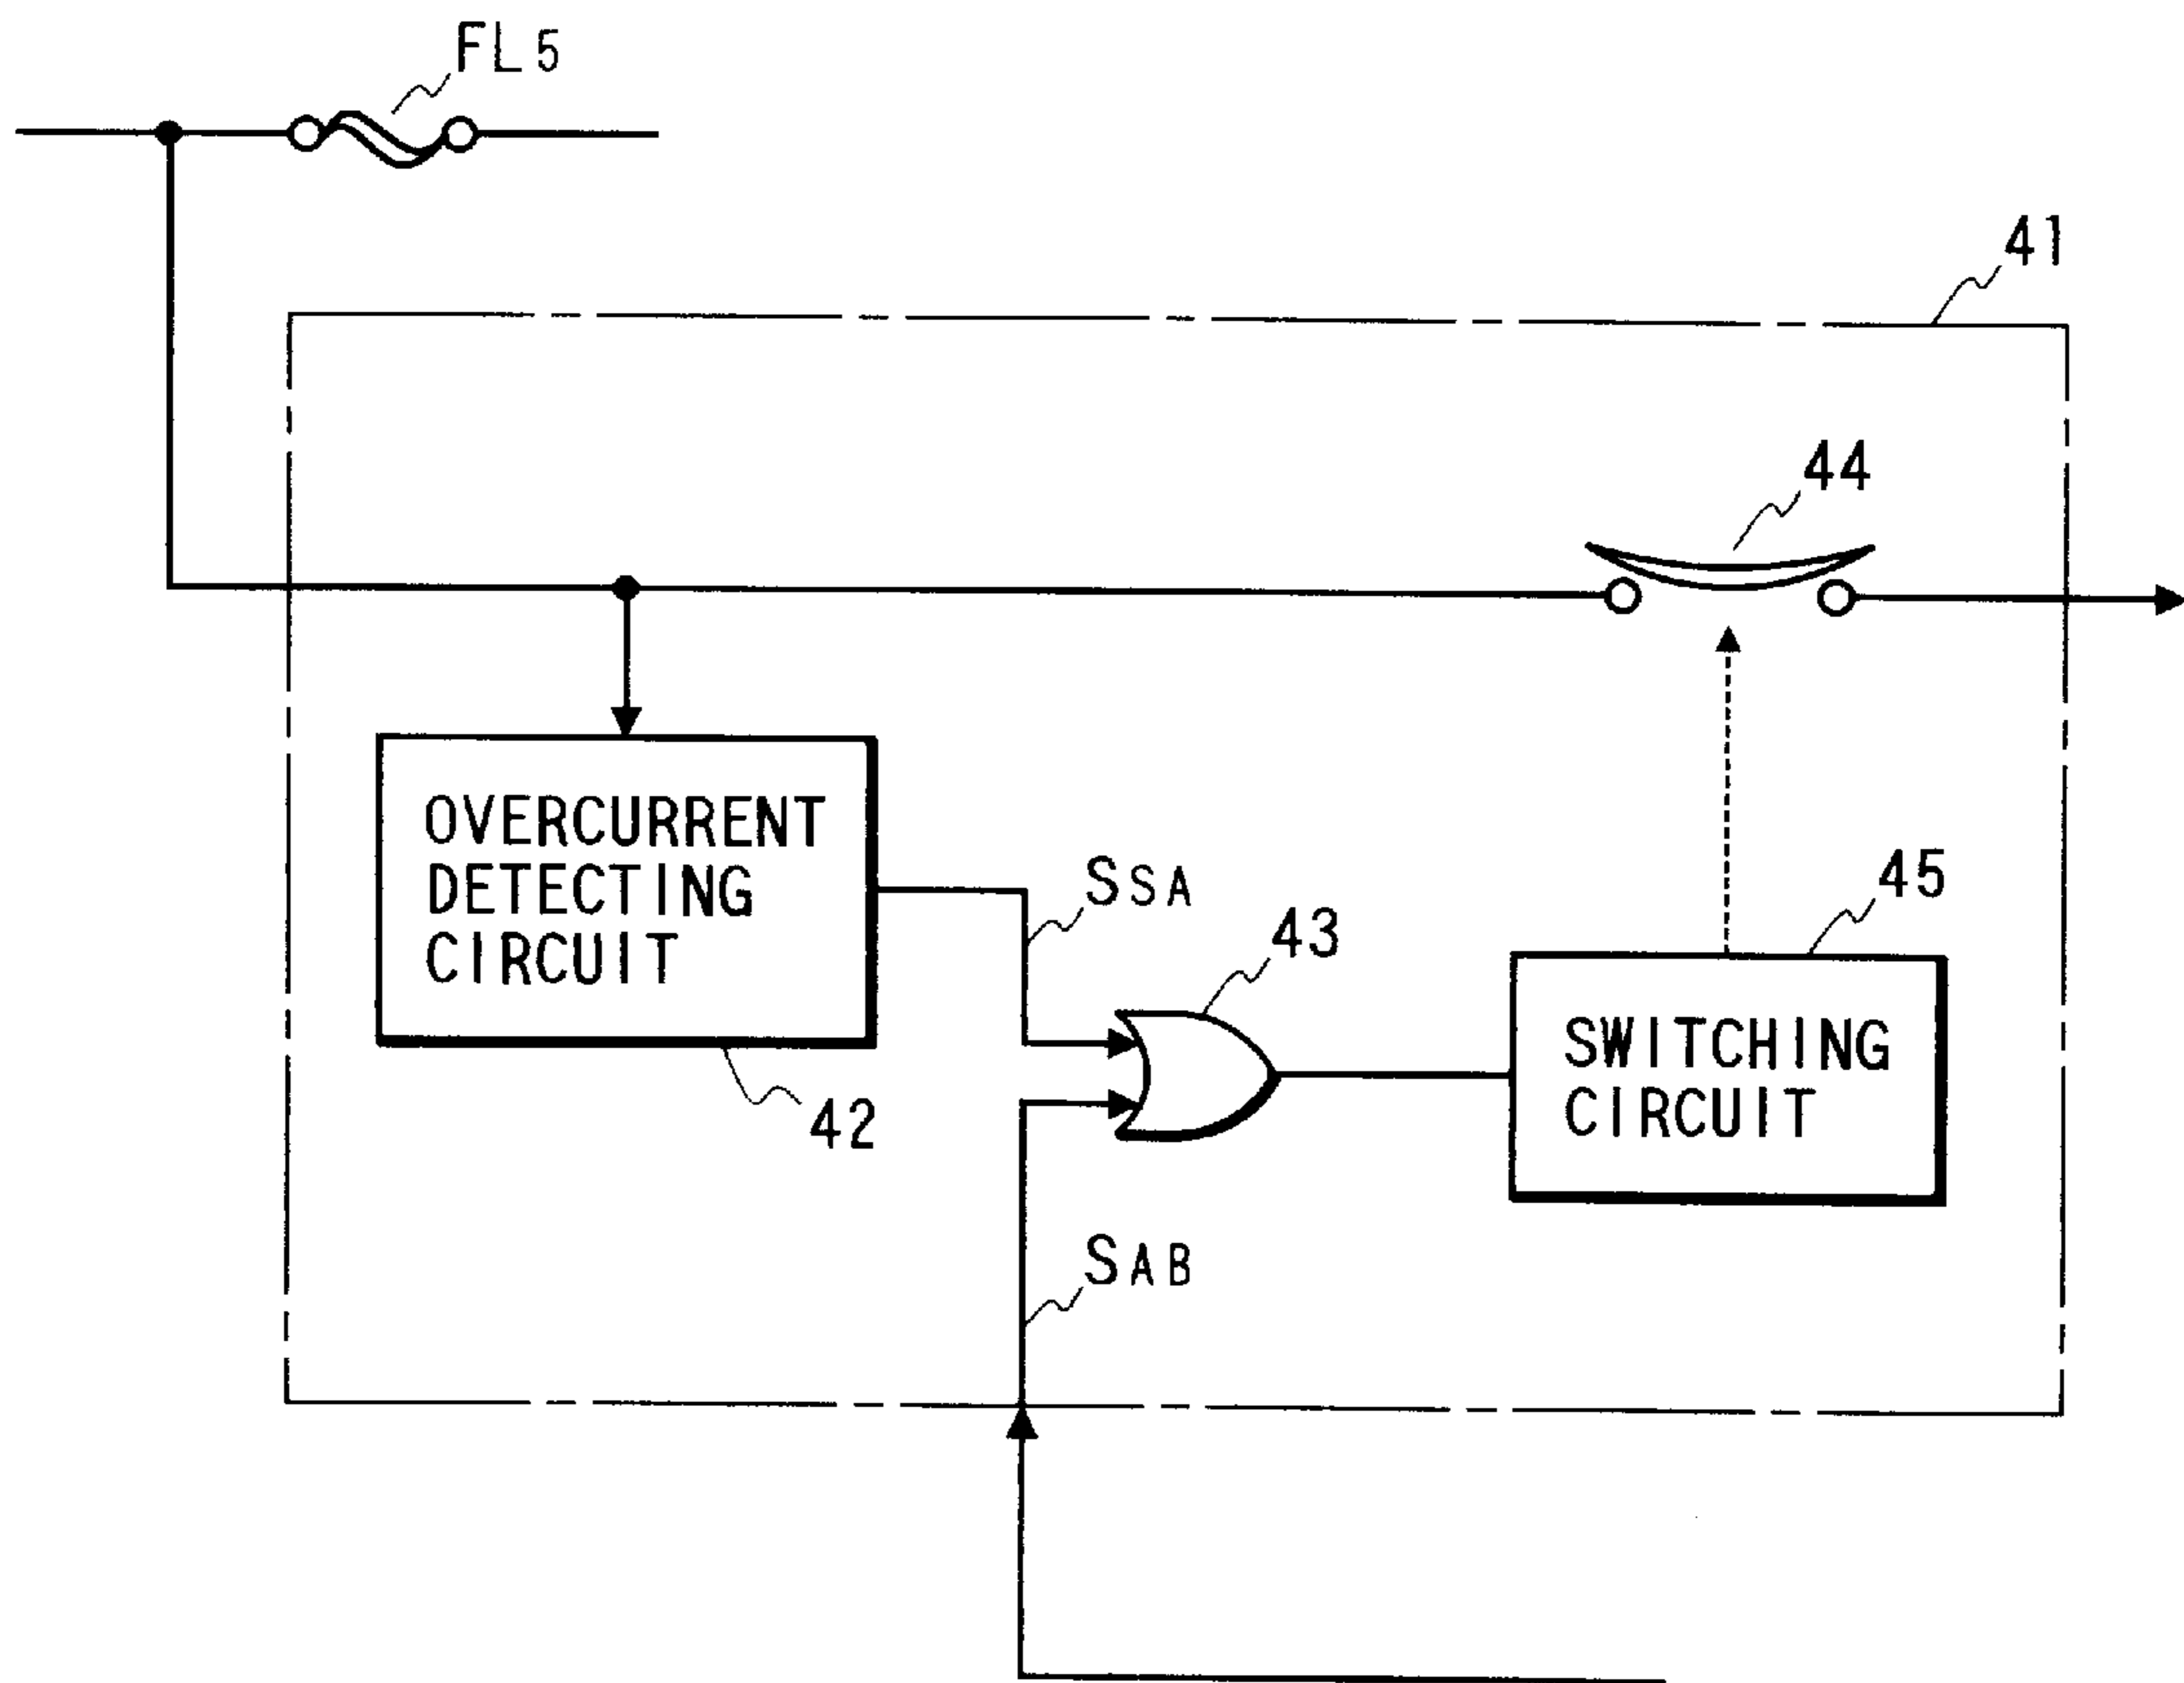 FL5
41
44
OVERCURRENT
DETECTING
CIRCUIT
SSA
43
45
SWITCHING
CIRCUIT
42
SAB